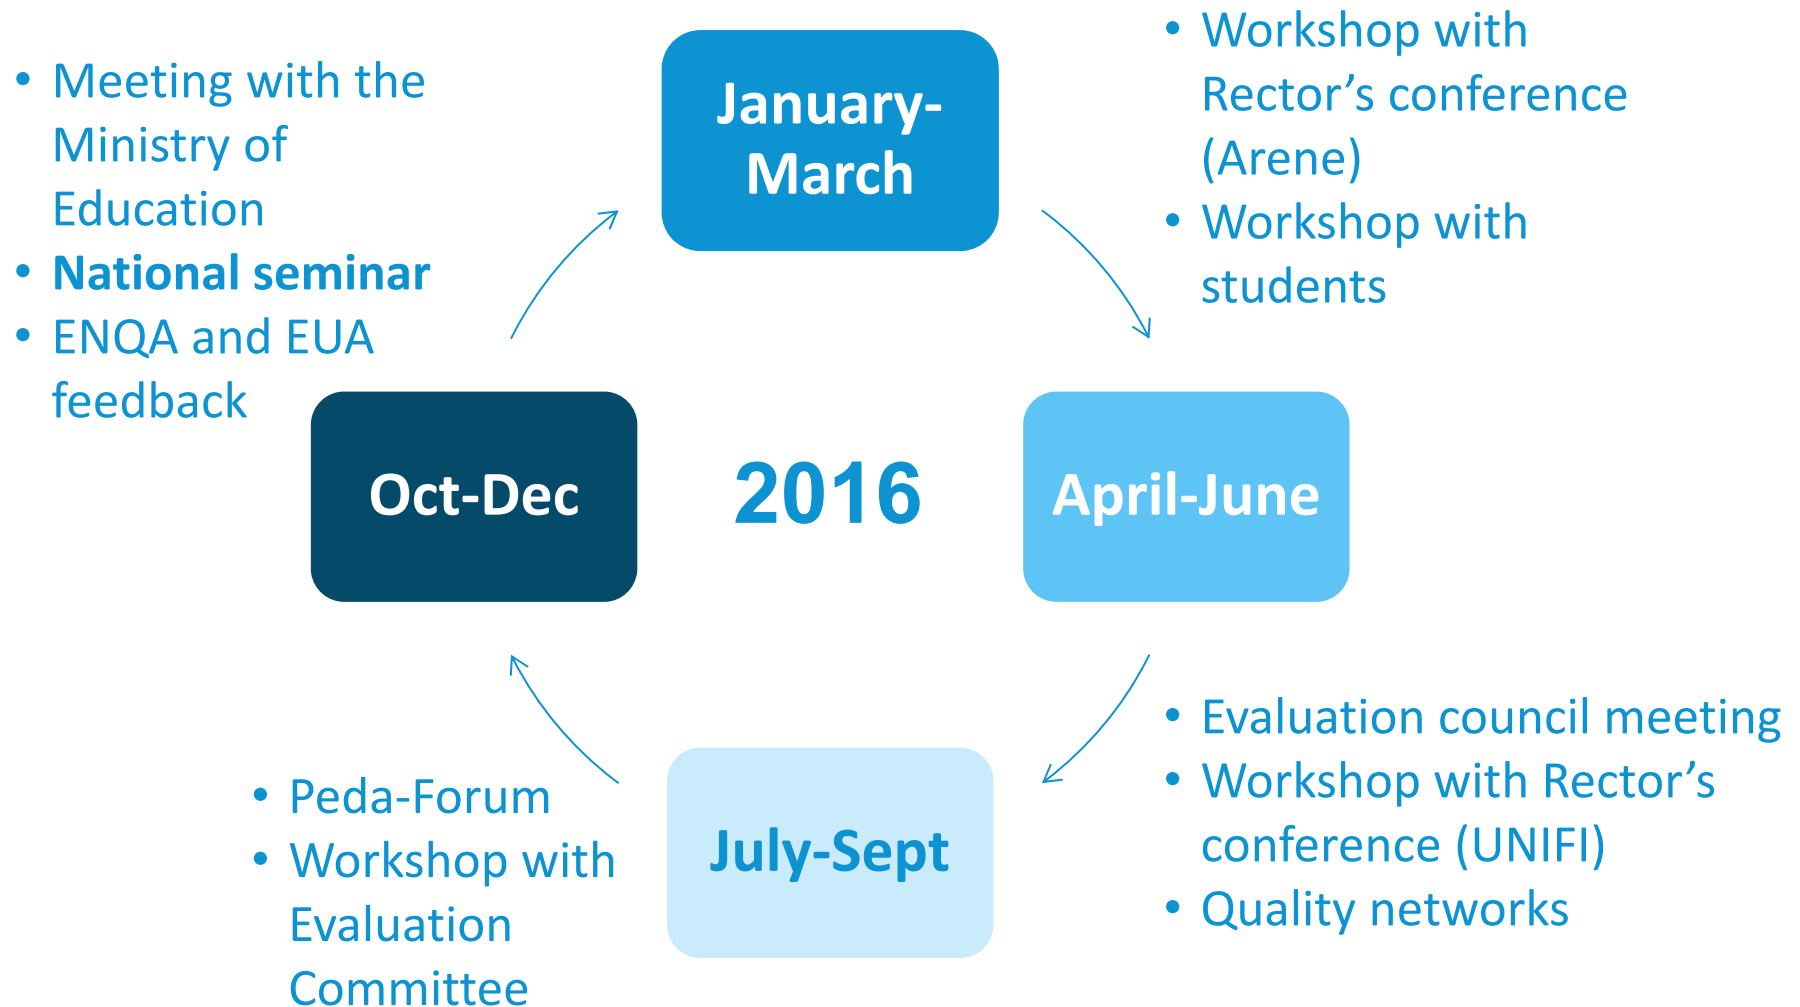 January-
March
• Workshop with
Rector’s conference
(Arene)
• Workshop with
students
April-June
• Evaluation council meeting
• Workshop with Rector’s
conference (UNIFI)
• Quality networks
July-Sept
• Peda-Forum
• Workshop with
Evaluation
Committee
Oct-Dec
• Meeting with the
Ministry of
Education
• National seminar
• ENQA and EUA
feedback
2016